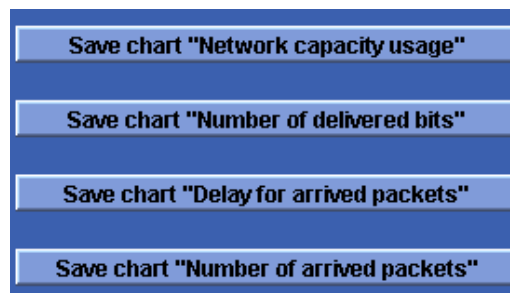 Save chart "Network capacity usage"
Save chart "Number of delivered bits"
Save chart "Delay for arrived packets"
Save chart "Number of arrived packets"